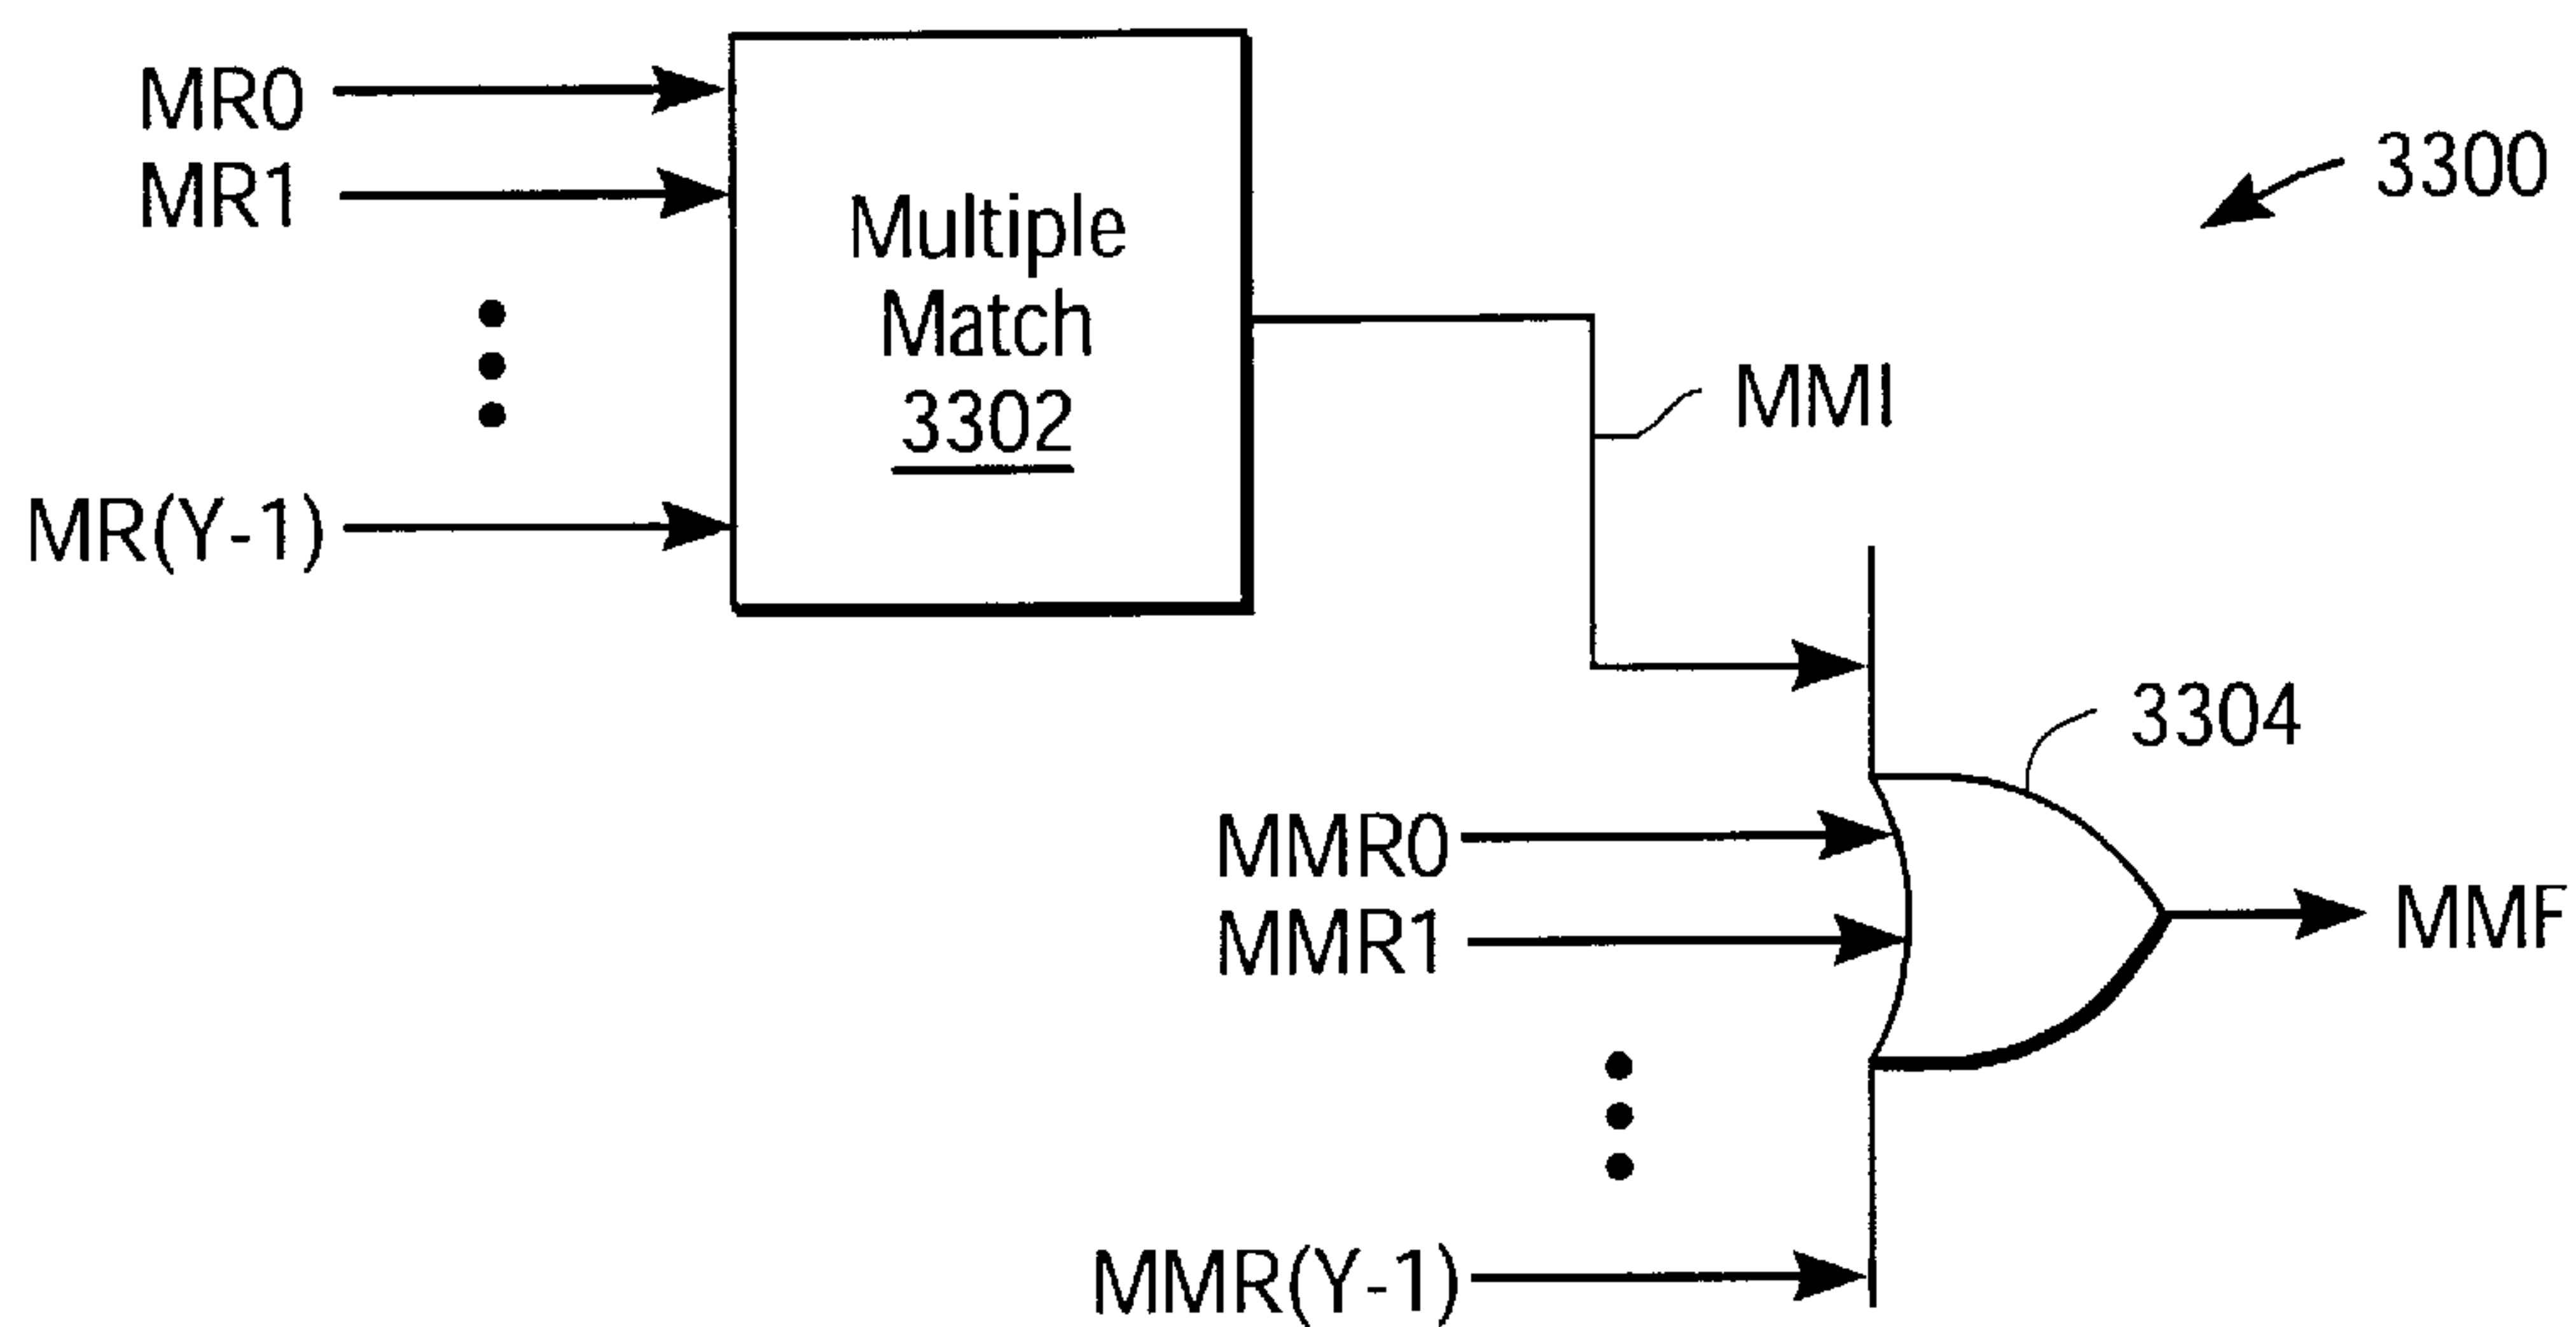 MR0
MR1
MR(Y-1)
Multiple
Match
3302
3300
MMI
3304
MMR0
MMR1
MMR(Y-1)
MMF